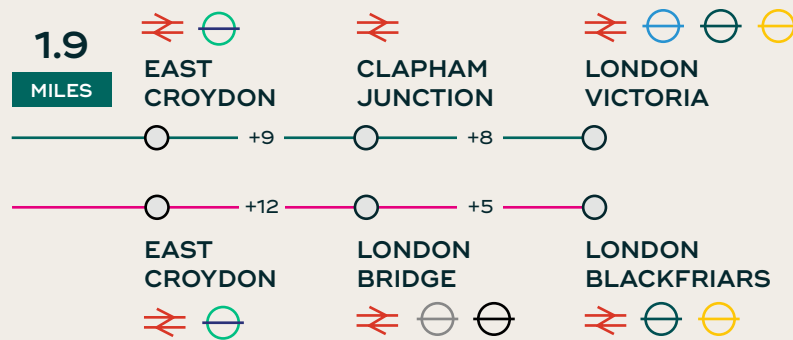 1.9
MILES
EAST
CROYDON
CLAPHAM
JUNCTION
LONDON
VICTORIA
+9
+8
+12
+5
EAST
CROYDON
LONDON
BRIDGE
LONDON
BLACKFRIARS